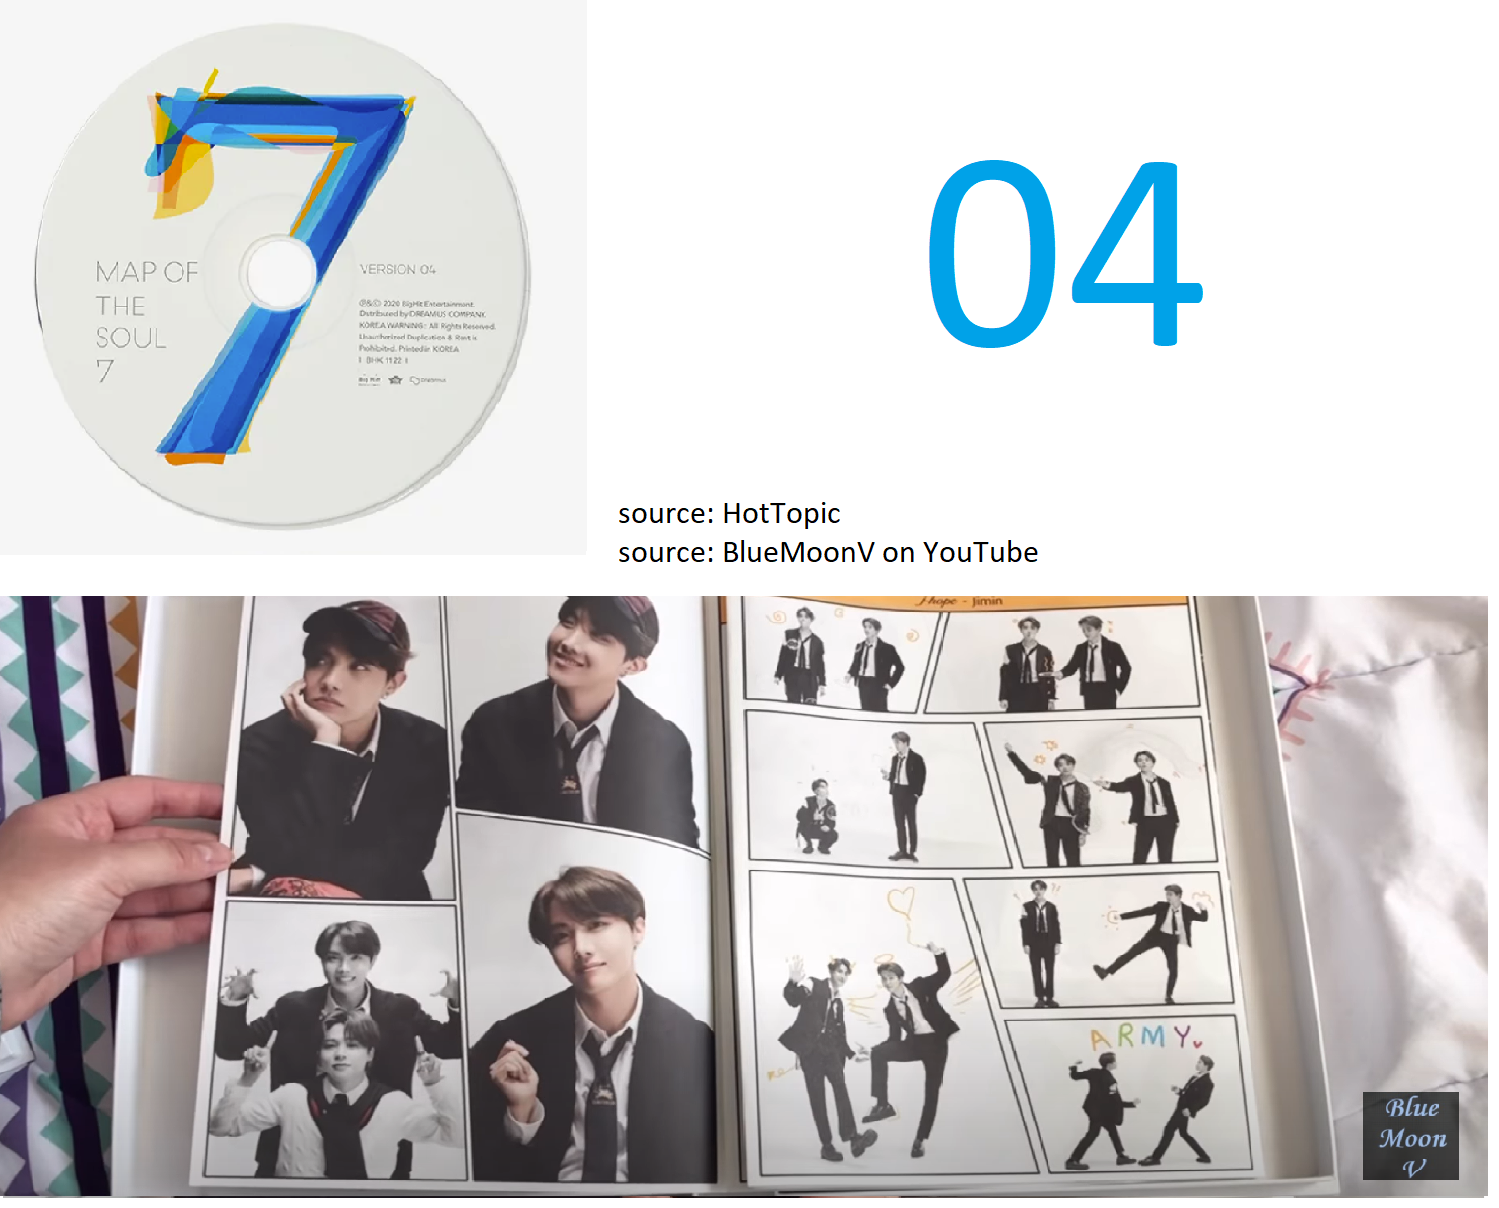 MAP OF
THE
SOUL
7
VERSION 04
℗&© 2020 BigHit Entertainment.
Distributed by DREAMUS COMPANY.
KOREA WARNING: All Rights Reserved.
Unauthorized Duplication & Rent is
Prohibited. Printed in KOREA
BHK 1122
04
source: HotTopic
source: BlueMoonV on YouTube
J-hope - Jimin
me
ARMY
Blue
Moon
V